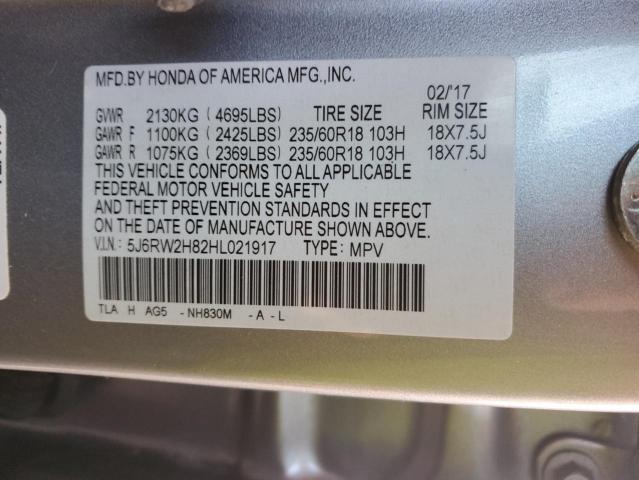 MFD.BY HONDA OF AMERICA MFG.,INC.
02/'17
GVWR 2130KG (4695LBS) TIRE SIZE RIM SIZE
GAWR F 1100KG (2425LBS) 235/60R18 103H 18X7.5J
GAWR R 1075KG (2369LBS) 235/60R18 103H 18X7.5J
THIS VEHICLE CONFORMS TO ALL APPLICABLE
FEDERAL MOTOR VEHICLE SAFETY
AND THEFT PREVENTION STANDARDS IN EFFECT
ON THE DATE OF MANUFACTURE SHOWN ABOVE.
V.I.N.: 5J6RW2H82HL021917 TYPE: MPV
TLA H AG5 -NH830M -A-L